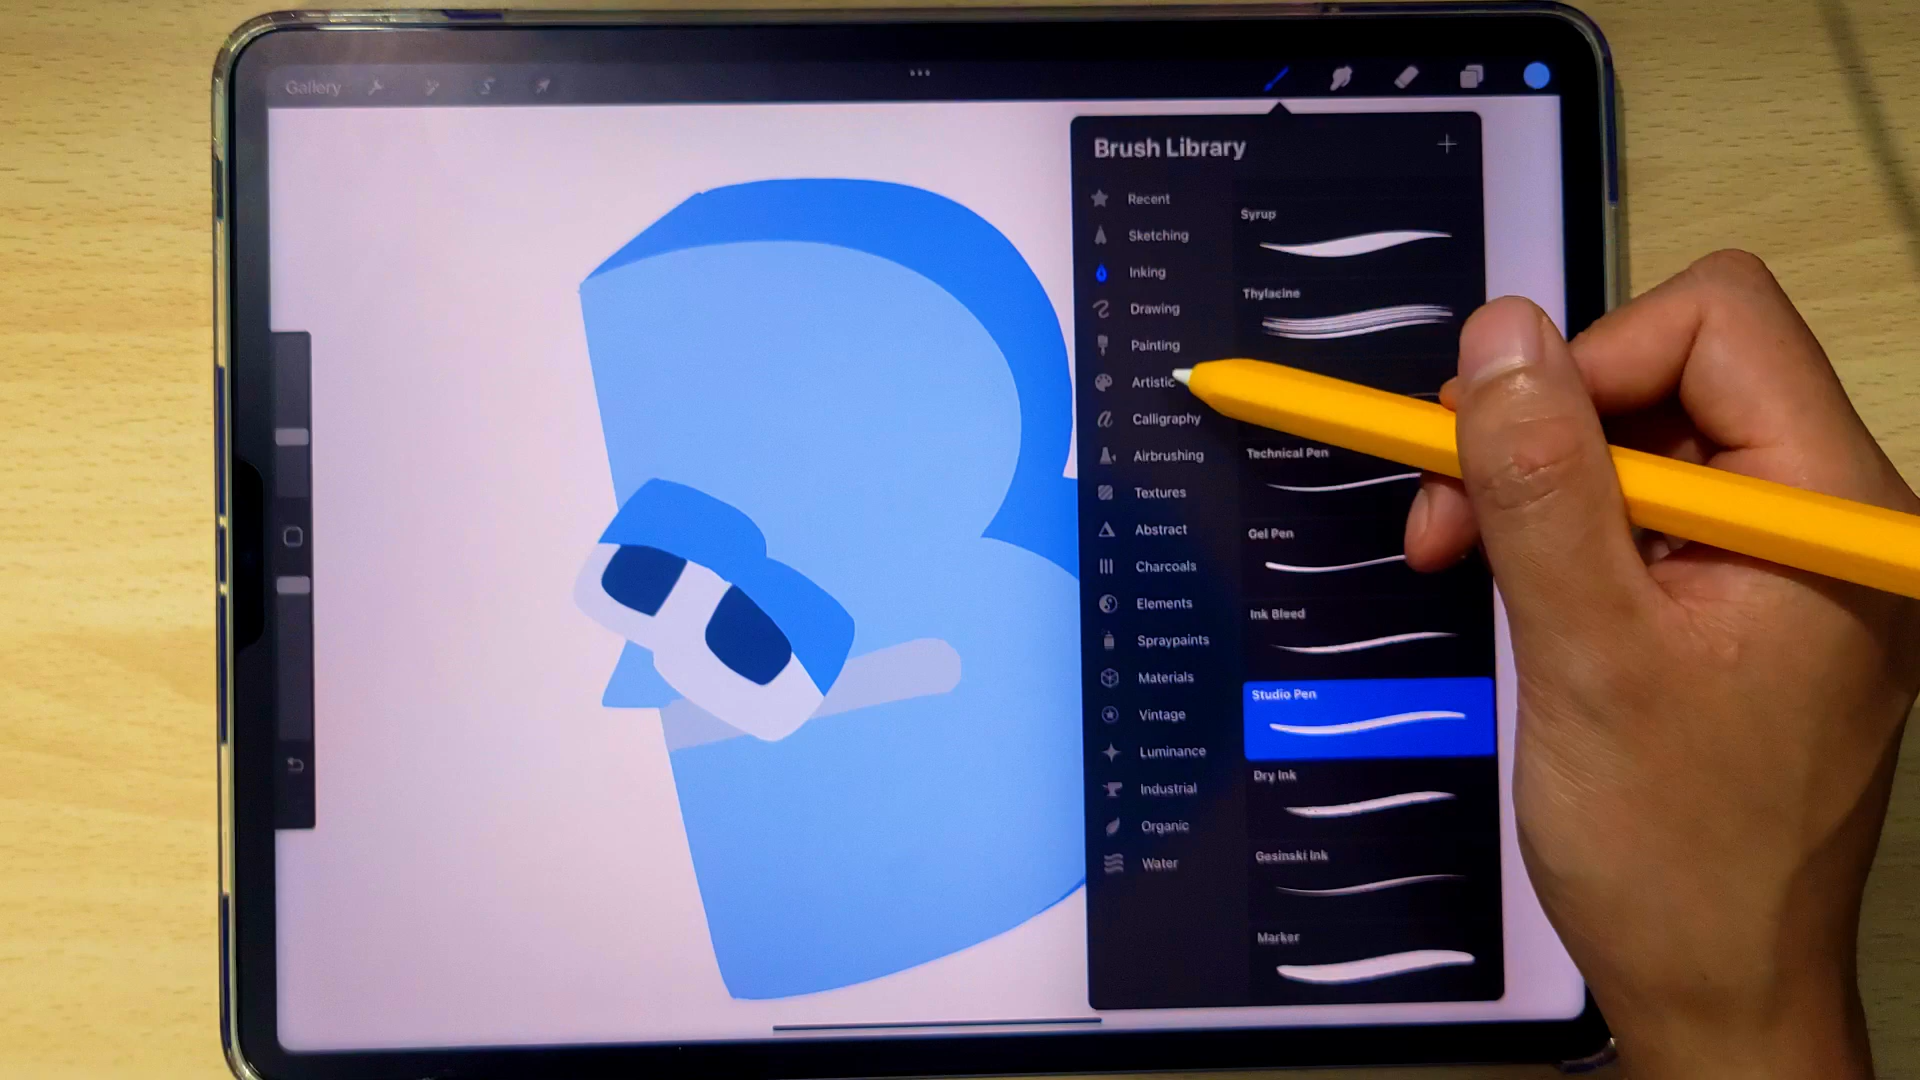 Gallery
Brush Library
Recent
Sketching
Inking
Drawing
Painting
Artistic
Calligraphy
Airbrushing
Textures
Abstract
Charcoals
Elements
Spraypaints
Materials
Vintage
Luminance
Industrial
Organic
Water
Syrup
Thylacine
Technical Pen
Gel Pen
Ink Bleed
Studio Pen
Dry Ink
Gesinski Ink
Marker